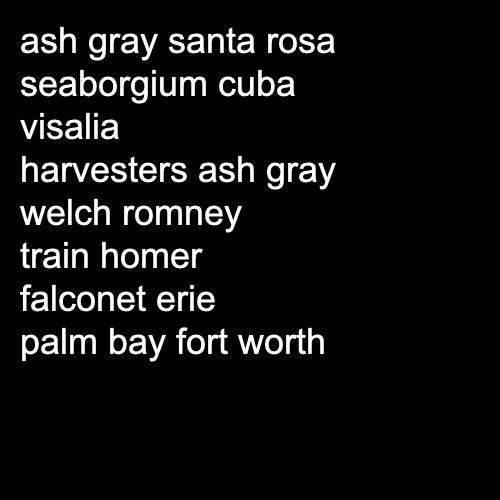 ash gray santa rosa
seaborgium cuba
visalia
harvesters ash gray
welch romney
train homer
falconet erie
palm bay fort worth